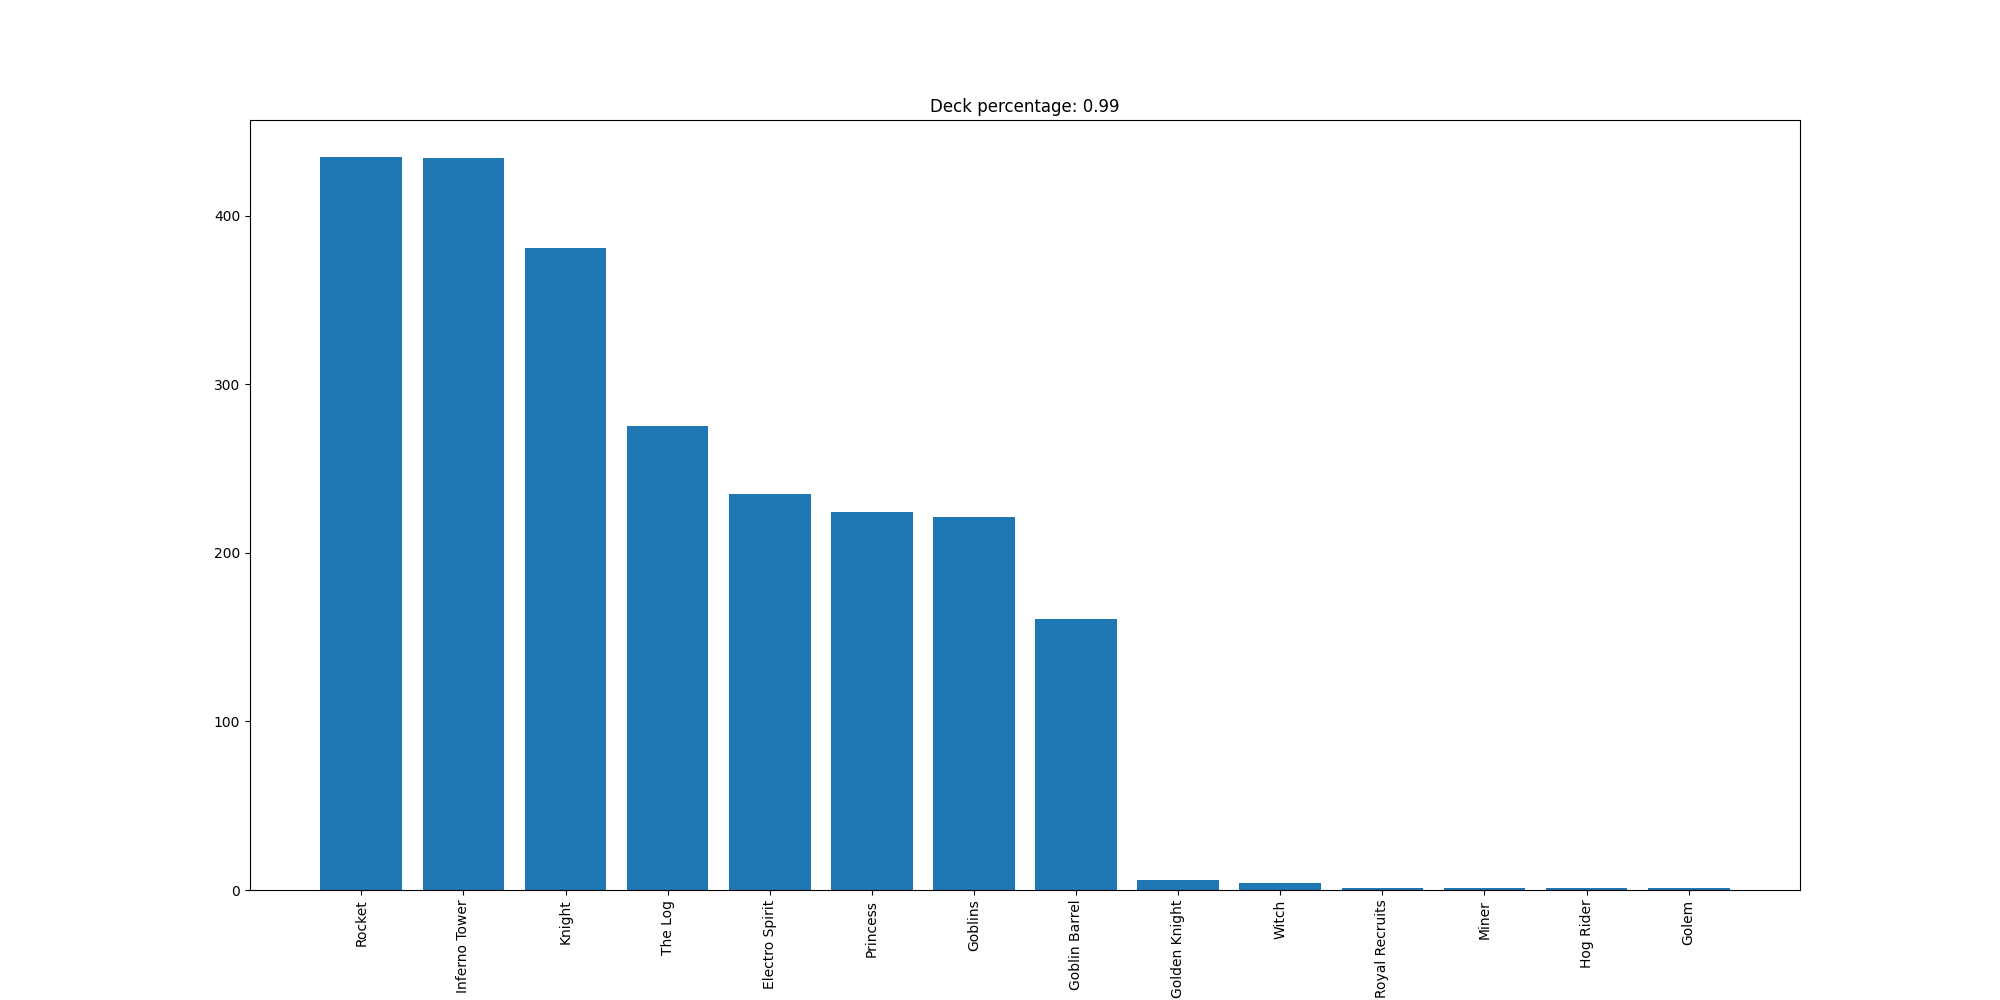 Deck percentage: 0.99
400
300
200
100
0
Rocket
Inferno Tower
Knight
The Log
Electro Spirit
Princess
Goblins
Goblin Barrel
Golden Knight
Witch
Royal Recruits
Miner
Hog Rider
Golem